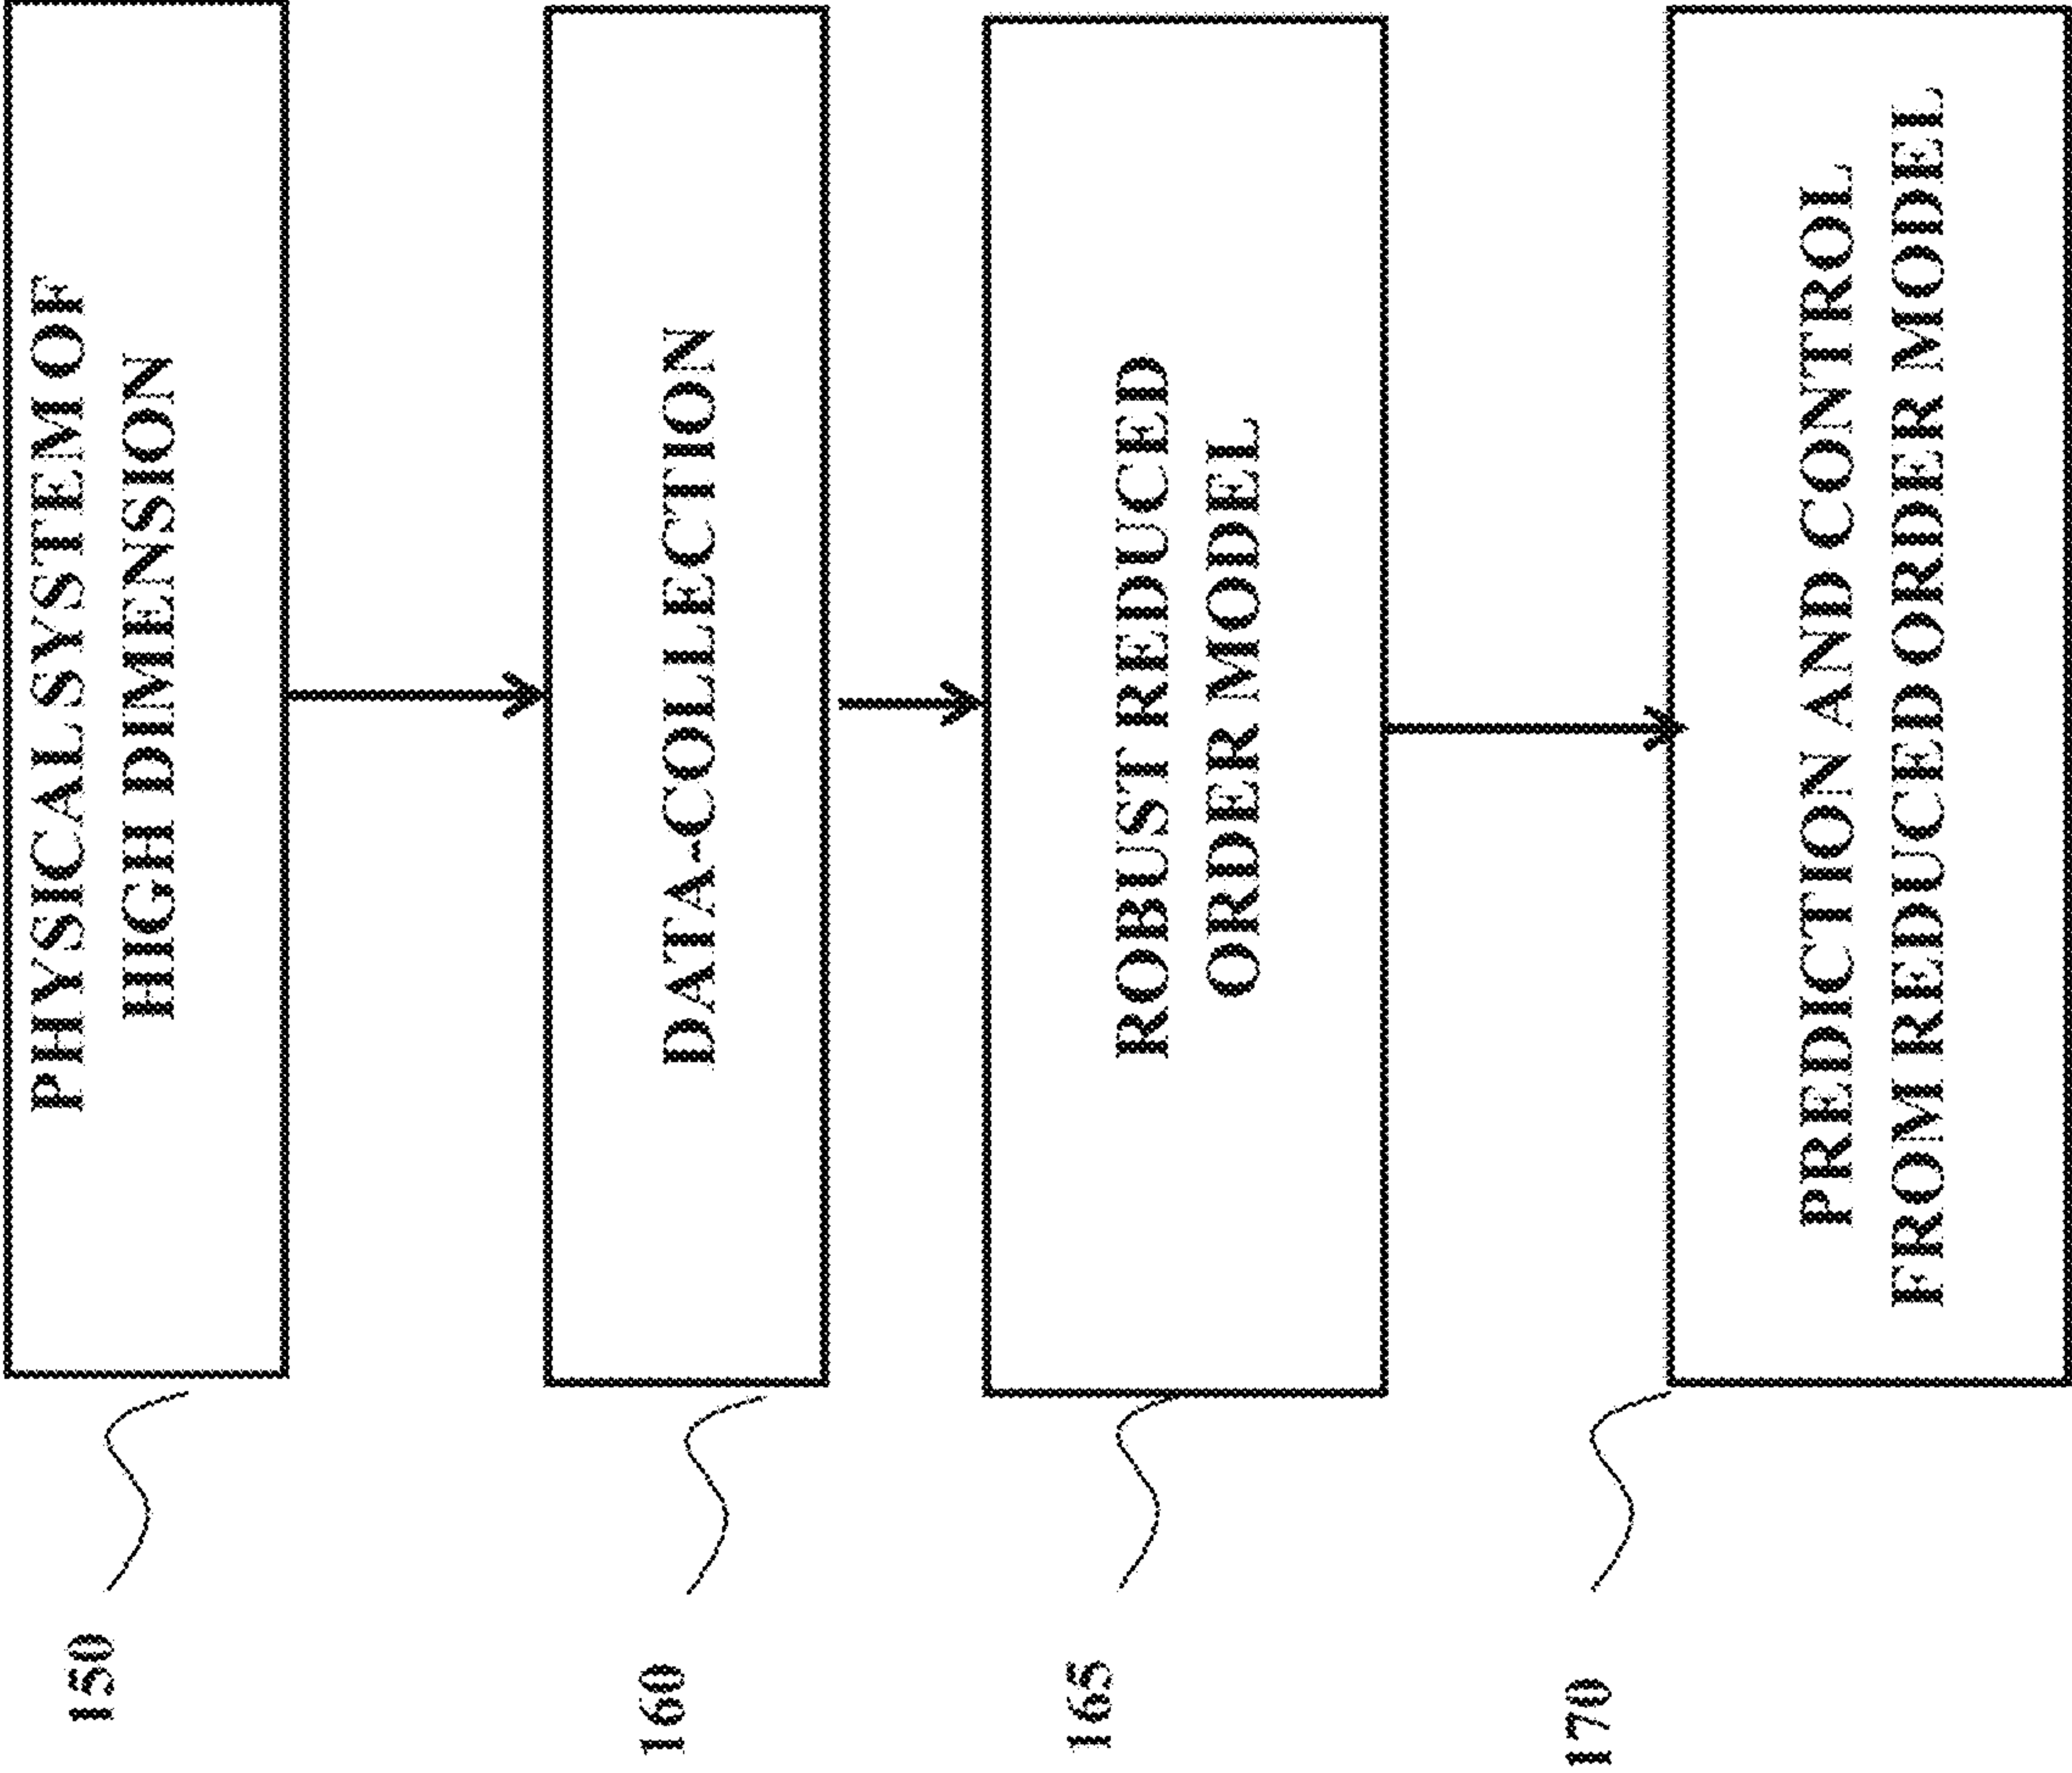 PHYSICAL SYSTEM OF
HIGH DIMENSION
150
DATA-COLLECTION
160
ROBUST REDUCED
ORDER MODEL
165
PREDICTION AND CONTROL
FROM REDUCED ORDER MODEL
170